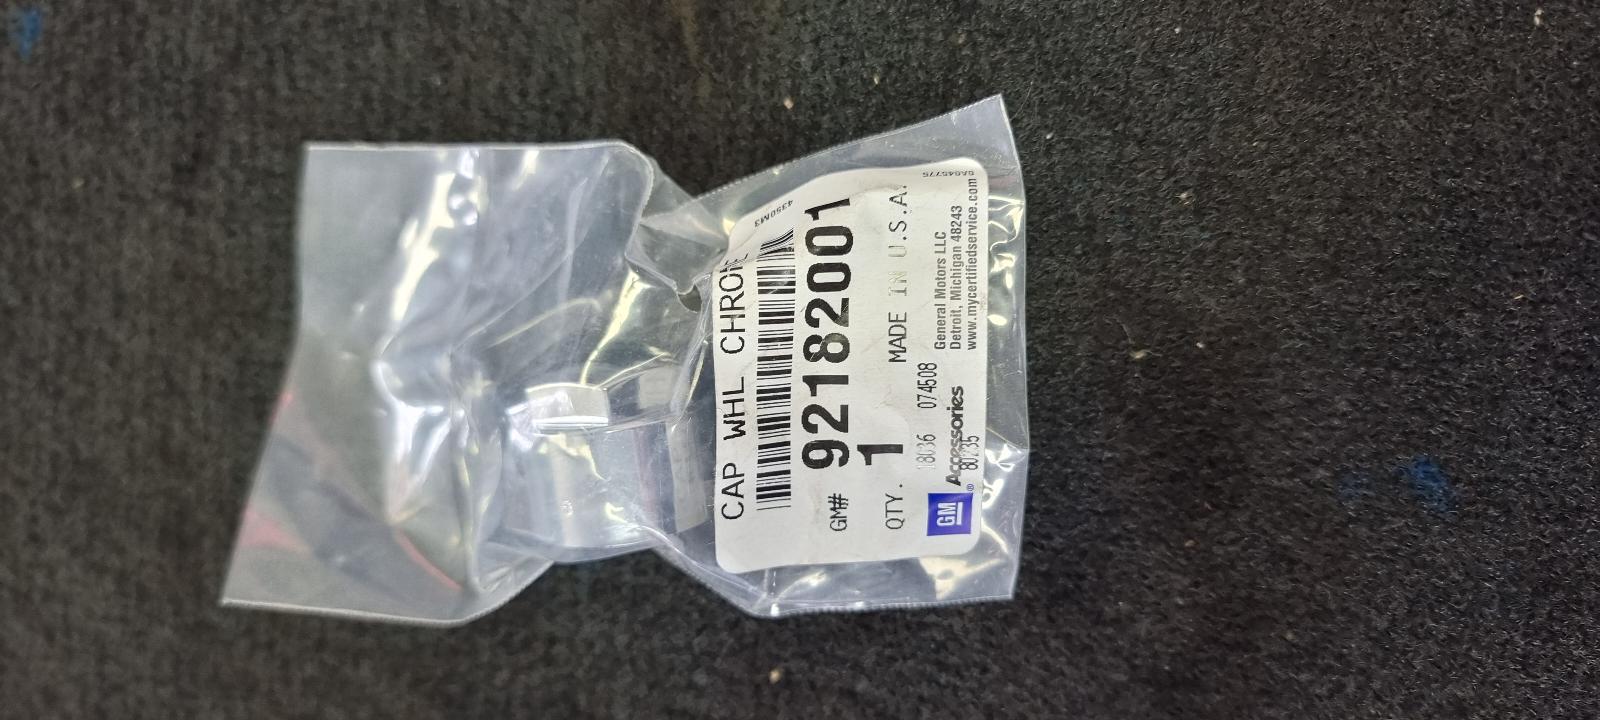 4350M3
CAP WHL CHROME
GM# 92182001
QTY. 1 MADE IN U.S.A.
074508
GM
®
Accessories
General Motors LLC
Detroit, Michigan 48243
www.mycertifiedservice.com